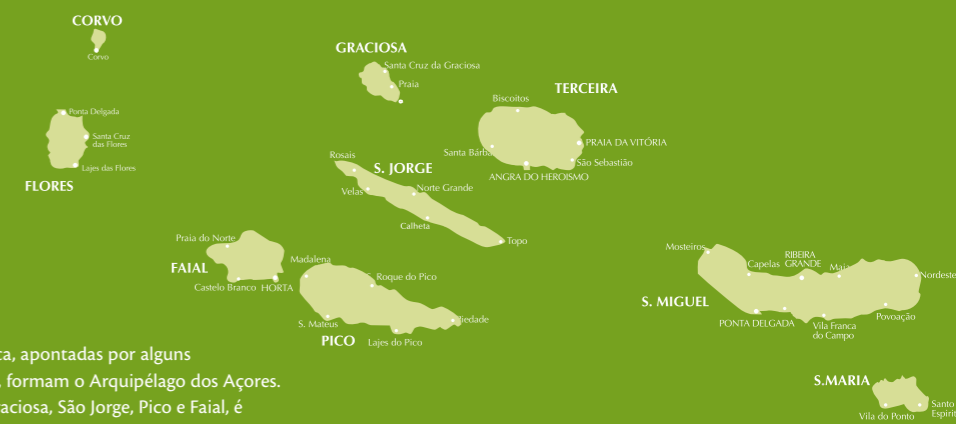 CORVO
Corvo
GRACIOSA
Santa Cruz da Graciosa
Praia
TERCEIRA
Biscoitos
PRAIA DA VITÓRIA
Santa Bárba
São Sebastião
ANGRA DO HEROISMO
Ponta Delgada
Santa Cruz
das Flores
Lajes das Flores
FLORES
Rosais
S. JORGE
Velas
Norte Grande
Calheta
Topo
Praia do Norte
FAIAL
Castelo Branco
HORTA
Madalena
S. Roque do Pico
S. Mateus
PICO
Lajes do Pico
Piedade
Mosteiros
Capelas
RIBEIRA
GRANDE
Maia
Nordeste
S. MIGUEL
PONTA DELGADA
Vila Franca
do Campo
Povoação
S.MARIA
Vila do Ponto
Santo
Espirit
ta, apontadas por alguns
, formam o Arquipélago dos Açores.
raciosa, São Jorge, Pico e Faial, é